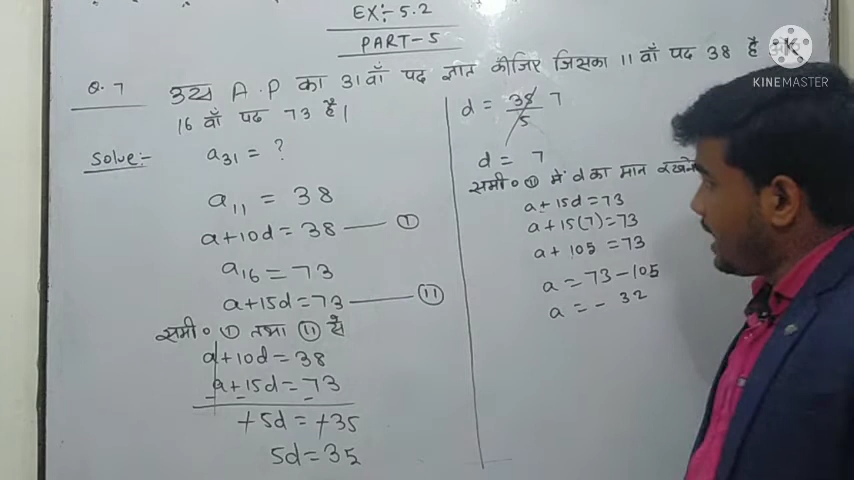 EX:- 5.2
PART-5
Q.7 उस A.P का 31वाँ पद ज्ञात कीजिए जिसका 11वाँ पद 38 है और
16 वाँ पद 73 है।
Solve:-
a₃₁ = ?
a₁₁ = 38
a+10d = 38 — (i)
a₁₆ = 73
a+15d = 73 — (ii)
समी० (i) तथा (ii) से
a+10d = 38
a+15d = 73
- - -
+5d = +35
5d = 35
d = 35/5 7
d = 7
समी० (ii) में d का मान रखने
a+15d = 73
a+15(7) = 73
a + 105 = 73
a = 73-105
a = - 32
K
KINEMASTER